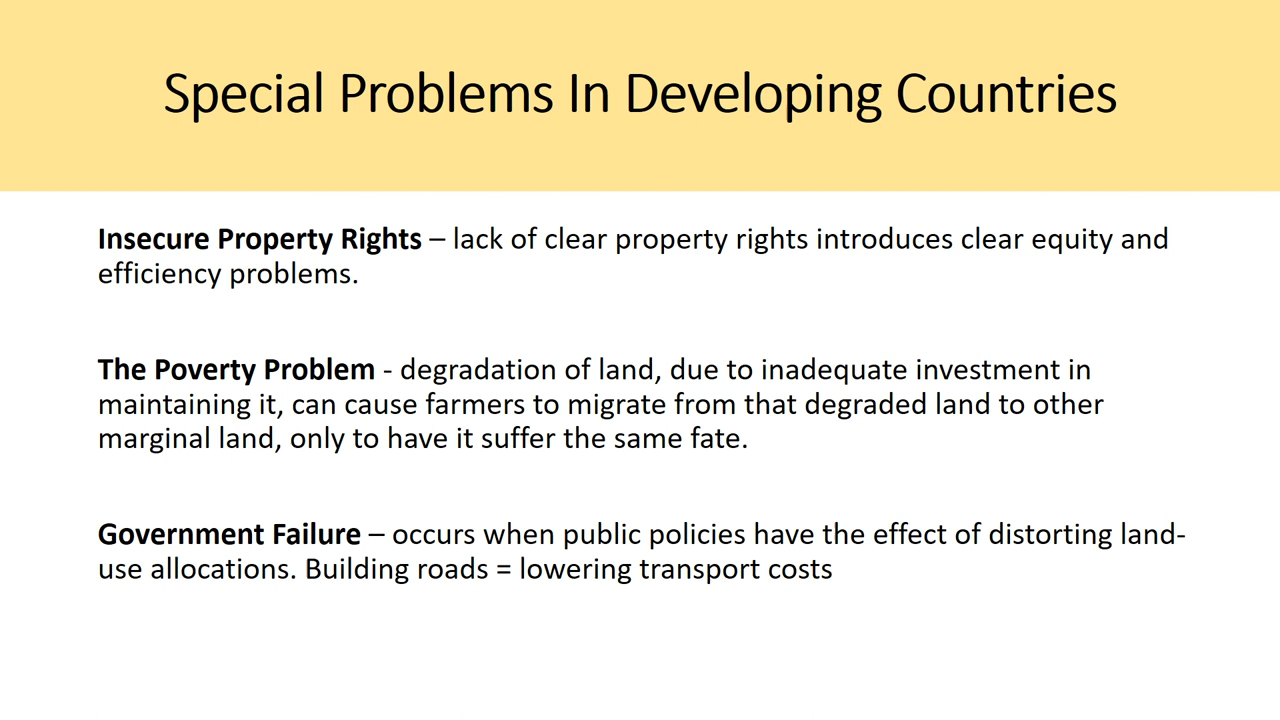 Special Problems In Developing Countries
Insecure Property Rights – lack of clear property rights introduces clear equity and
efficiency problems.
The Poverty Problem - degradation of land, due to inadequate investment in
maintaining it, can cause farmers to migrate from that degraded land to other
marginal land, only to have it suffer the same fate.
Government Failure – occurs when public policies have the effect of distorting land-
use allocations. Building roads = lowering transport costs